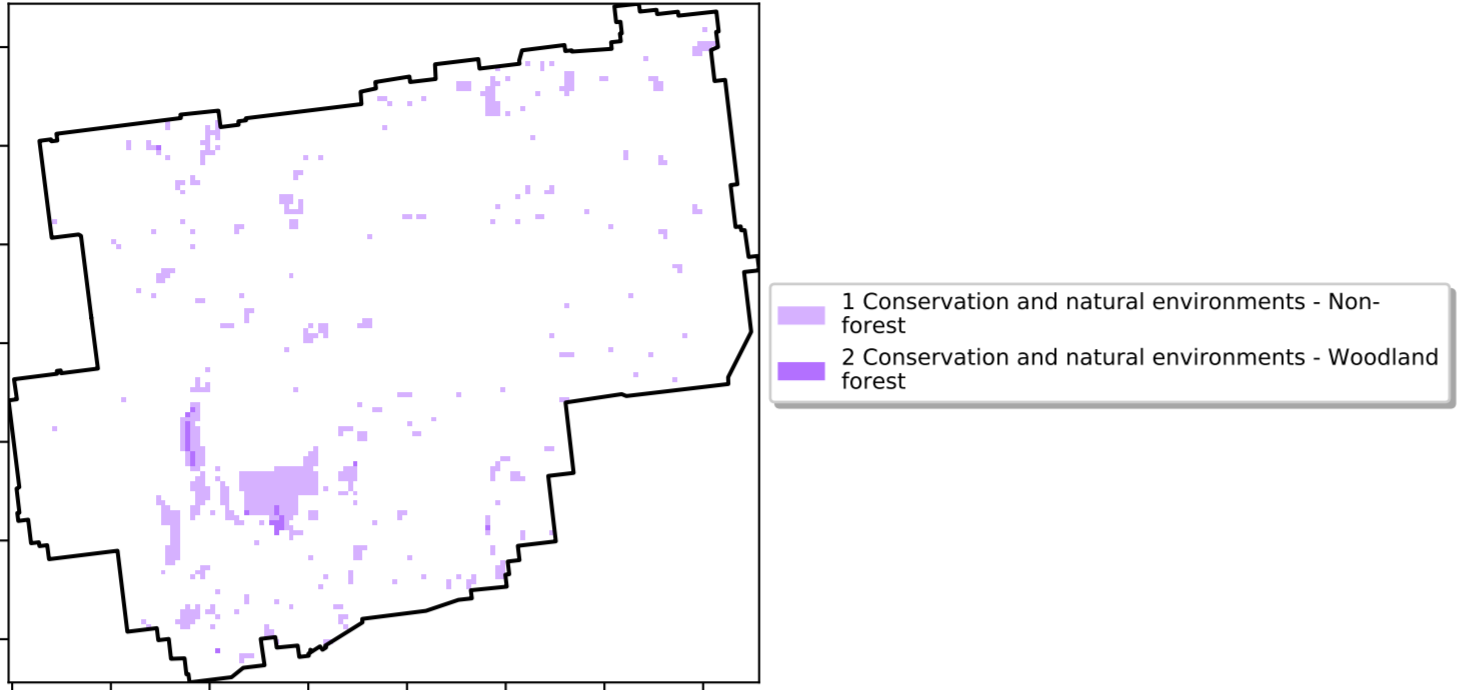 1 Conservation and natural environments - Non-
forest
2 Conservation and natural environments - Woodland
forest